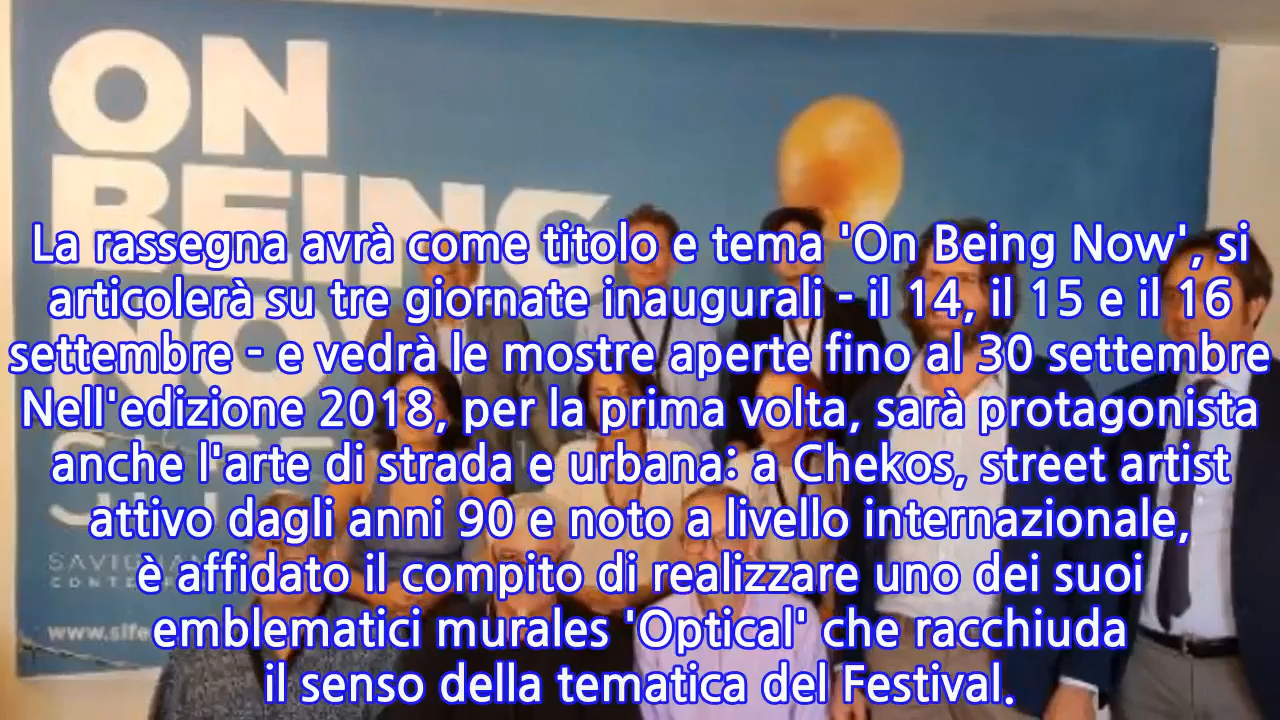 ON
BEING
NOW
La rassegna avrà come titolo e tema 'On Being Now', si
articolerà su tre giornate inaugurali - il 14, il 15 e il 16
settembre - e vedrà le mostre aperte fino al 30 settembre
Nell'edizione 2018, per la prima volta, sarà protagonista
anche l'arte di strada e urbana: a Chekos, street artist
attivo dagli anni 90 e noto a livello internazionale,
è affidato il compito di realizzare uno dei suoi
emblematici murales 'Optical' che racchiuda
il senso della tematica del Festival.